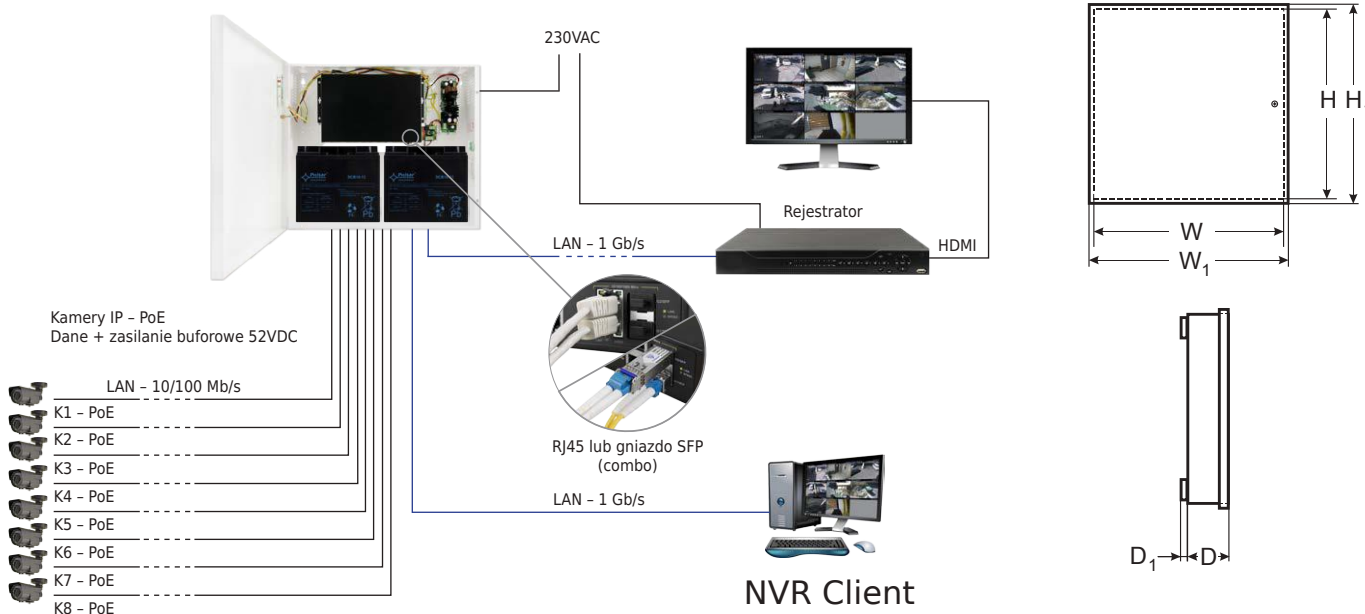 230VAC
Rejestrator
LAN – 1 Gb/s
HDMI
Kamery IP – PoE
Dane + zasilanie buforowe 52VDC
LAN – 10/100 Mb/s
K1 – PoE
K2 – PoE
K3 – PoE
K4 – PoE
K5 – PoE
K6 – PoE
K7 – PoE
K8 – PoE
RJ45 lub gniazdo SFP
(combo)
LAN – 1 Gb/s
NVR Client
Pulsar
Pulsar
H
H
W
W₁
D₁
D